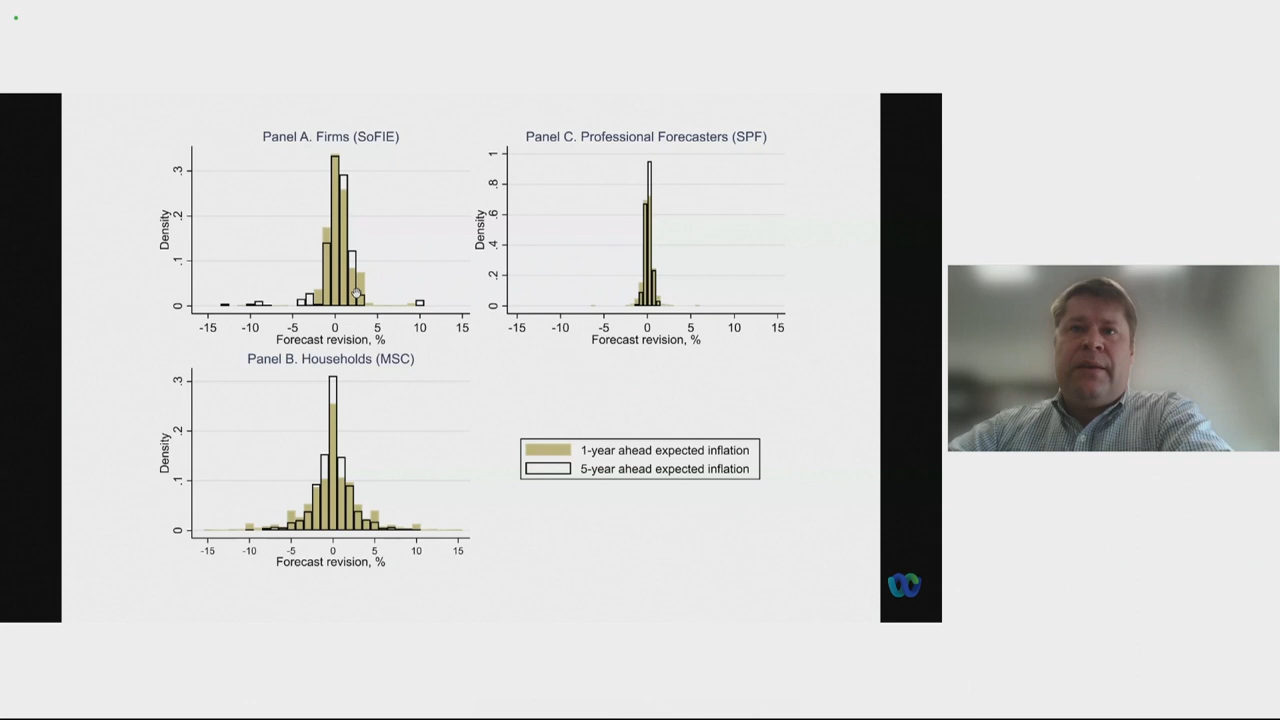 Panel A. Firms (SoFIE)
Density
.3
.2
.1
0
-15 -10 -5 0 5 10 15
Forecast revision, %
Panel C. Professional Forecasters (SPF)
Density
1
.8
.6
.4
.2
0
-15 -10 -5 0 5 10 15
Forecast revision, %
Panel B. Households (MSC)
Density
.3
.2
.1
0
-15 -10 -5 0 5 10 15
Forecast revision, %
1-year ahead expected inflation
5-year ahead expected inflation